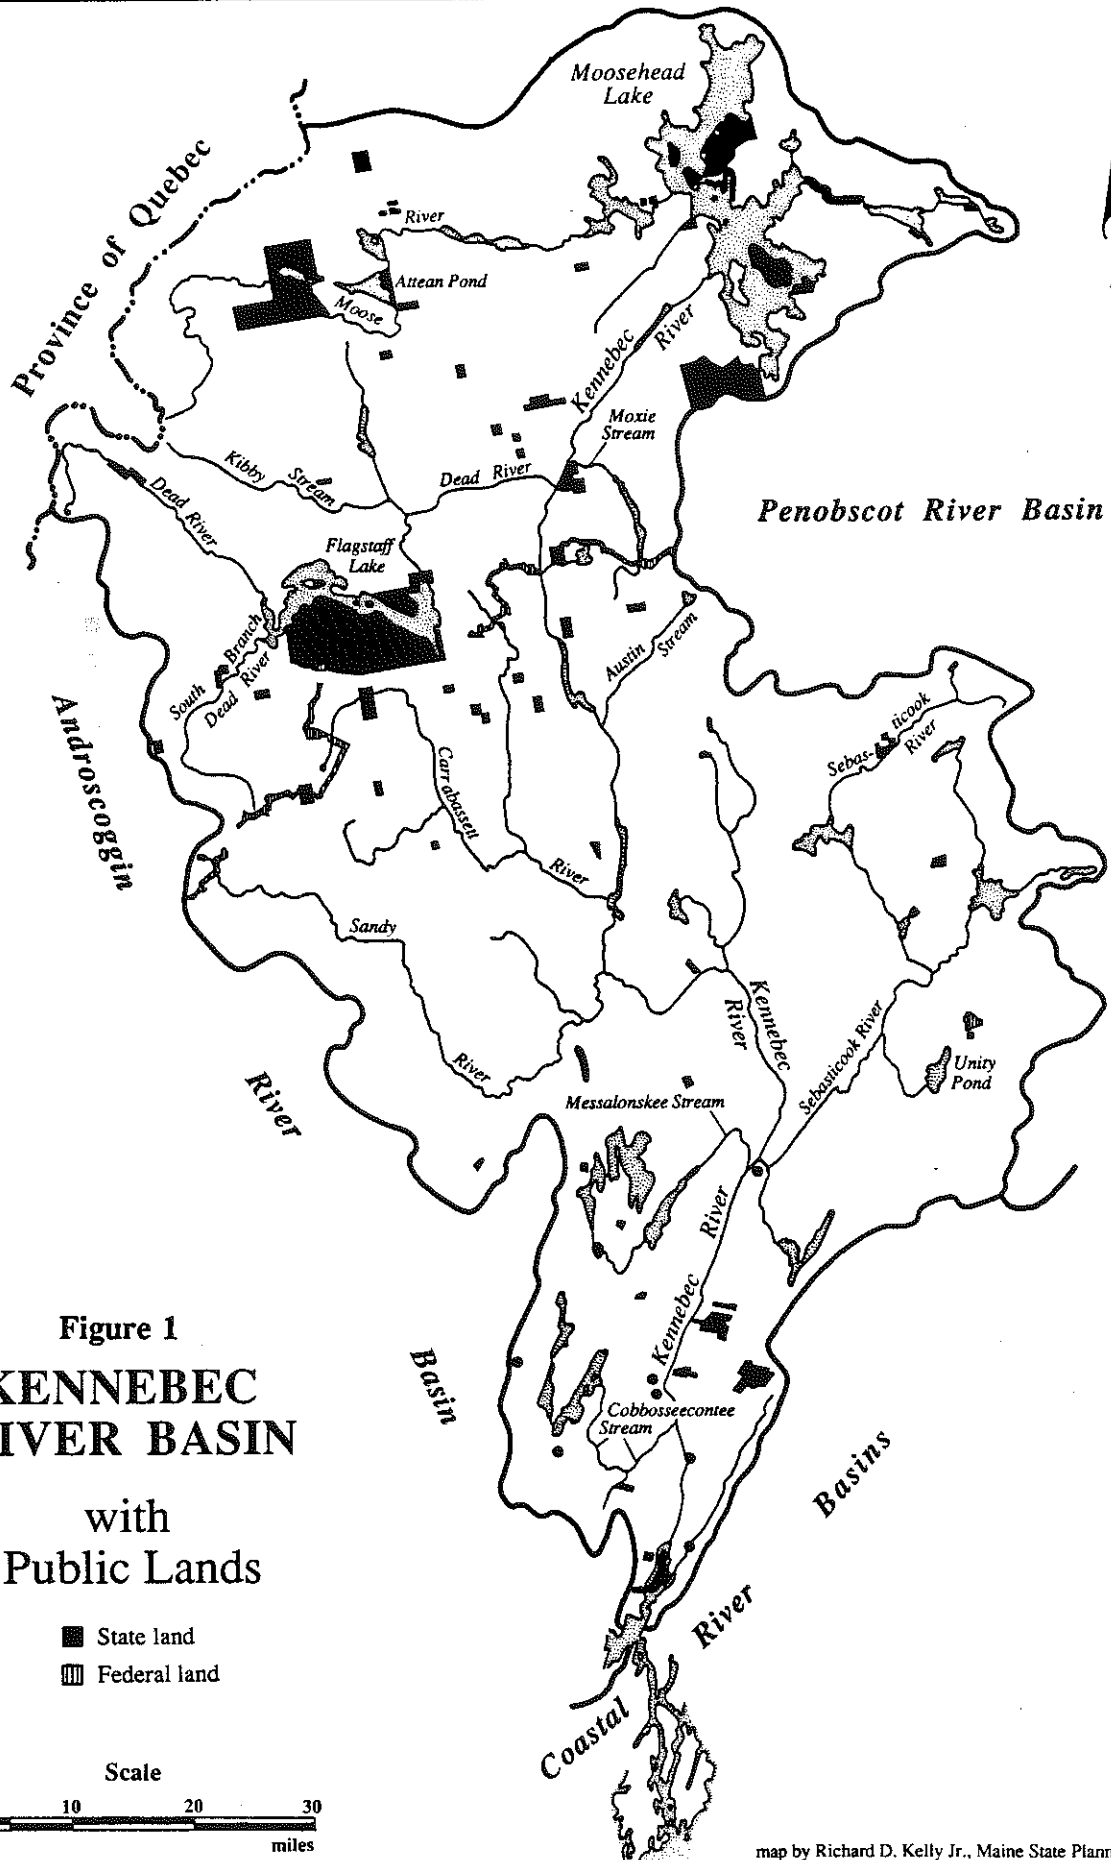 Moosehead
Lake
Province of Quebec
River
Attean Pond
Moose
Kennebec
River
Moxie
Stream
Kibby
Stream
Dead River
Dead River
Penobscot River Basin
Flagstaff
Lake
South
Branch
Dead River
Austin
Stream
Androscoggin
Carrabassett
River
Sebas-
ticook
River
Sandy
River
Kennebec
River
Sebasticook River
Unity
Pond
River
Messalonskee Stream
River
Kennebec
Basin
Cobbosseecontee
Stream
Basins
River
Coastal
Figure 1
KENNEBEC
IVER BASIN
with
Public Lands
State land
Federal land
Scale
10 20 30
miles
map by Richard D. Kelly Jr., Maine State Plann